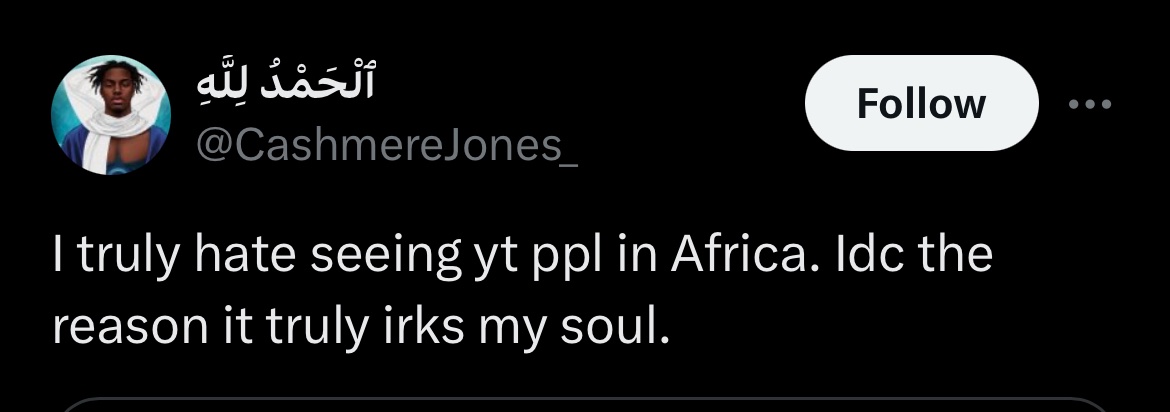 ٱلْحَمْدُ لِلَّهِ
@CashmereJones_
Follow
I truly hate seeing yt ppl in Africa. Idc the
reason it truly irks my soul.